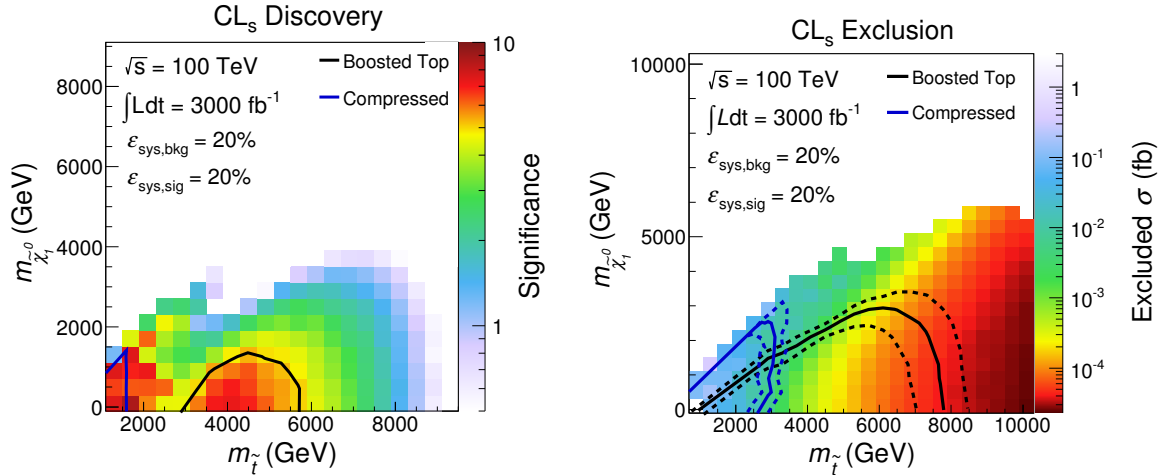 CLs Discovery
√s = 100 TeV
∫Ldt = 3000 fb⁻¹
εsys,bkg = 20%
εsys,sig = 20%
Boosted Top
Compressed
8000
6000
4000
2000
0
m χ̃₁⁰ (GeV)
2000 4000 6000 8000
m t̃ (GeV)
10
1
Significance
CLs Exclusion
√s = 100 TeV
∫Ldt = 3000 fb⁻¹
εsys,bkg = 20%
εsys,sig = 20%
Boosted Top
Compressed
10000
5000
0
m χ̃₁⁰ (GeV)
2000 4000 6000 8000 10000
m t̃ (GeV)
1
10⁻¹
10⁻²
10⁻³
10⁻⁴
Excluded σ (fb)